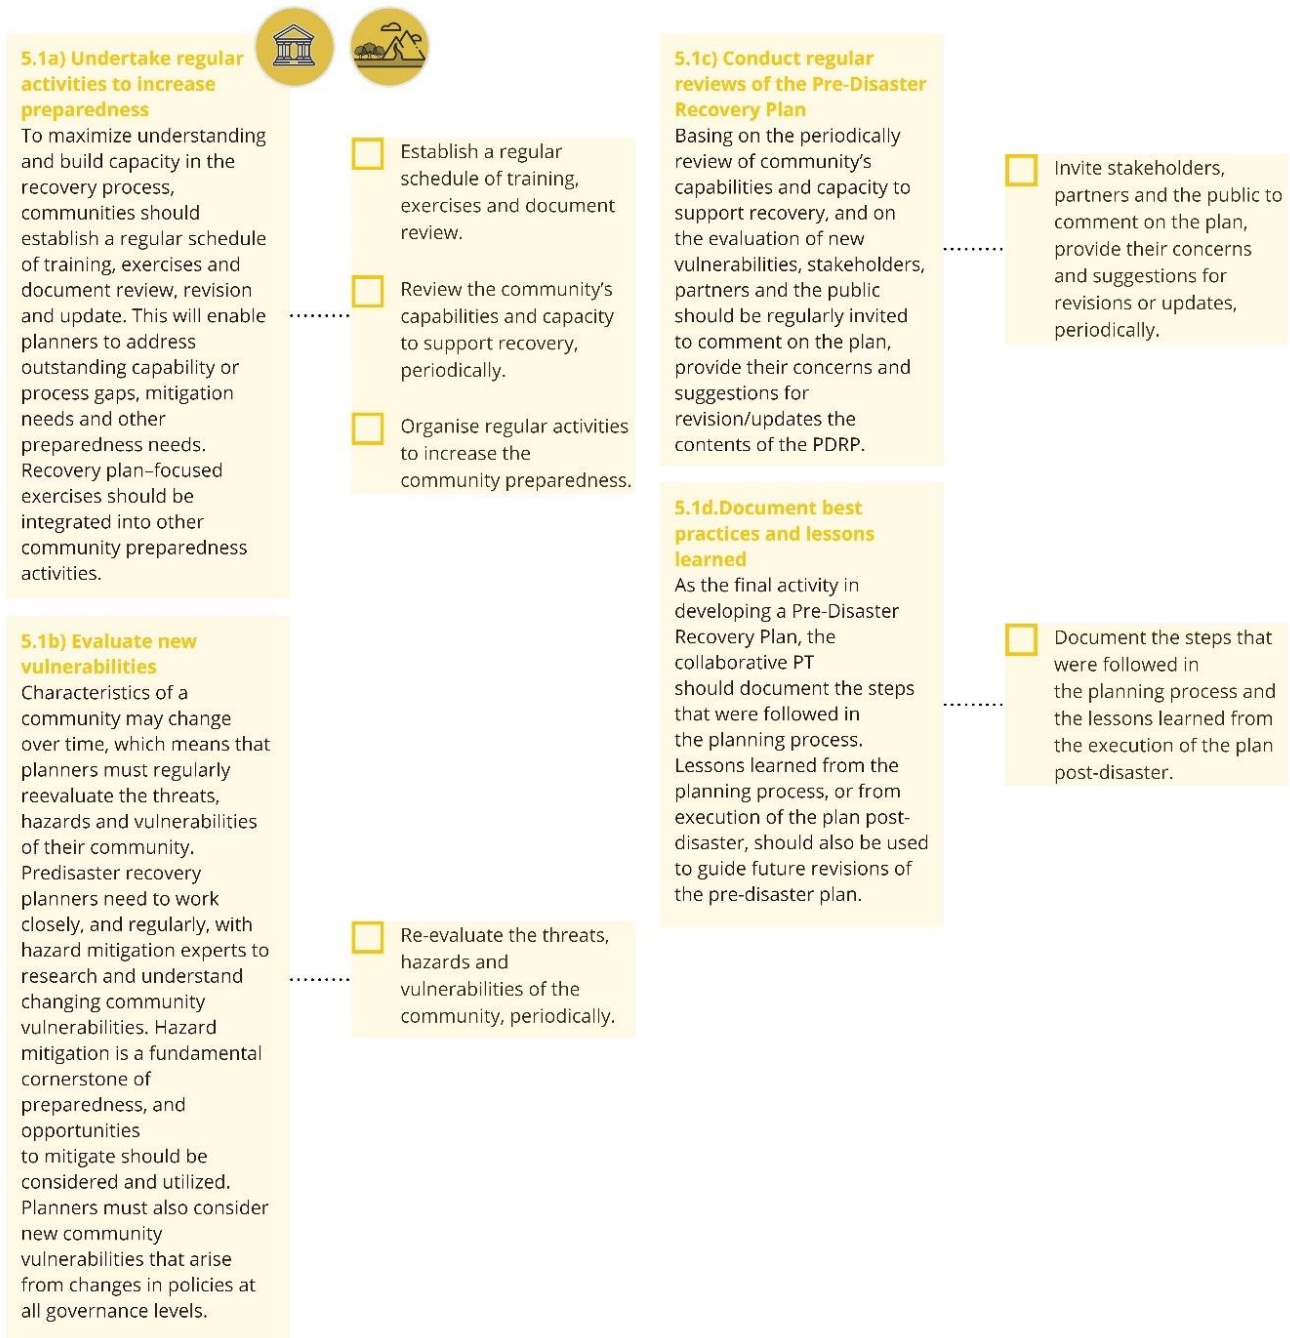 5.1a) Undertake regular
activities to increase
preparedness
To maximize understanding
and build capacity in the
recovery process,
communities should
establish a regular schedule
of training, exercises and
document review, revision
and update. This will enable
planners to address
outstanding capability or
process gaps, mitigation
needs and other
preparedness needs.
Recovery plan–focused
exercises should be
integrated into other
community preparedness
activities.
Establish a regular
schedule of training,
exercises and document
review.
Review the community's
capabilities and capacity
to support recovery,
periodically.
Organise regular activities
to increase the
community preparedness.
5.1b) Evaluate new
vulnerabilities
Characteristics of a
community may change
over time, which means that
planners must regularly
reevaluate the threats,
hazards and vulnerabilities
of their community.
Predisaster recovery
planners need to work
closely, and regularly, with
hazard mitigation experts to
research and understand
changing community
vulnerabilities. Hazard
mitigation is a fundamental
cornerstone of
preparedness, and
opportunities
to mitigate should be
considered and utilized.
Planners must also consider
new community
vulnerabilities that arise
from changes in policies at
all governance levels.
Re-evaluate the threats,
hazards and
vulnerabilities of the
community, periodically.
5.1c) Conduct regular
reviews of the Pre-Disaster
Recovery Plan
Basing on the periodically
review of community's
capabilities and capacity to
support recovery, and on
the evaluation of new
vulnerabilities, stakeholders,
partners and the public
should be regularly invited
to comment on the plan,
provide their concerns and
suggestions for
revision/updates the
contents of the PDRP.
Invite stakeholders,
partners and the public to
comment on the plan,
provide their concerns
and suggestions for
revisions or updates,
periodically.
5.1d.Document best
practices and lessons
learned
As the final activity in
developing a Pre-Disaster
Recovery Plan, the
collaborative PT
should document the steps
that were followed in
the planning process.
Lessons learned from the
planning process, or from
execution of the plan post-
disaster, should also be used
to guide future revisions of
the pre-disaster plan.
Document the steps that
were followed in
the planning process and
the lessons learned from
the execution of the plan
post-disaster.